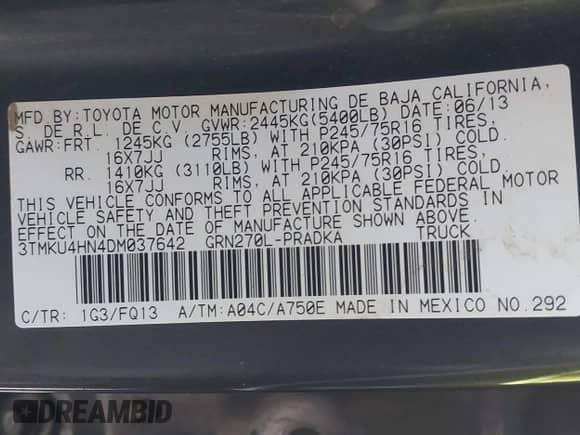 MFD.BY:TOYOTA MOTOR MANUFACTURING DE BAJA CALIFORNIA,
S. DE R.L. DE C.V. GVWR:2445KG(5400LB) DATE:06/13
GAWR:FRT. 1245KG (2755LB) WITH P245/75R16 TIRES,
16X7JJ RIMS, AT 210KPA (30PSI) COLD.
RR. 1410KG (3110LB) WITH P245/75R16 TIRES,
16X7JJ RIMS, AT 210KPA (30PSI) COLD.
THIS VEHICLE CONFORMS TO ALL APPLICABLE FEDERAL MOTOR
VEHICLE SAFETY AND THEFT PREVENTION STANDARDS IN
EFFECT ON THE DATE OF MANUFACTURE SHOWN ABOVE.
3TMKU4HN4DM037642 GRN270L-PRADKA TRUCK
C/TR: 1G3/FQ13 A/TM:A04C/A750E MADE IN MEXICO NO.292
DREAMBID